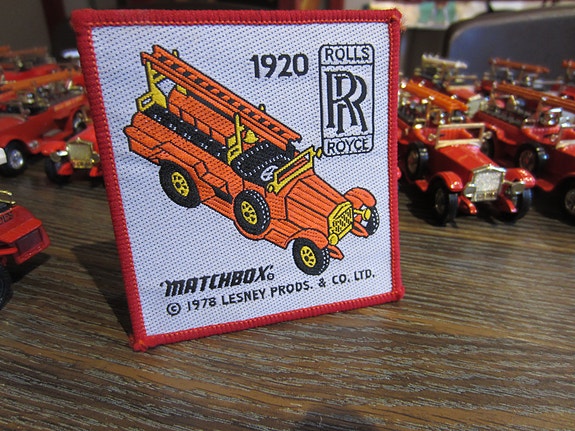 1920
ROLLS
RR
ROYCE
"MATCHBOX"®
© 1978 LESNEY PRODS. & CO. LTD.